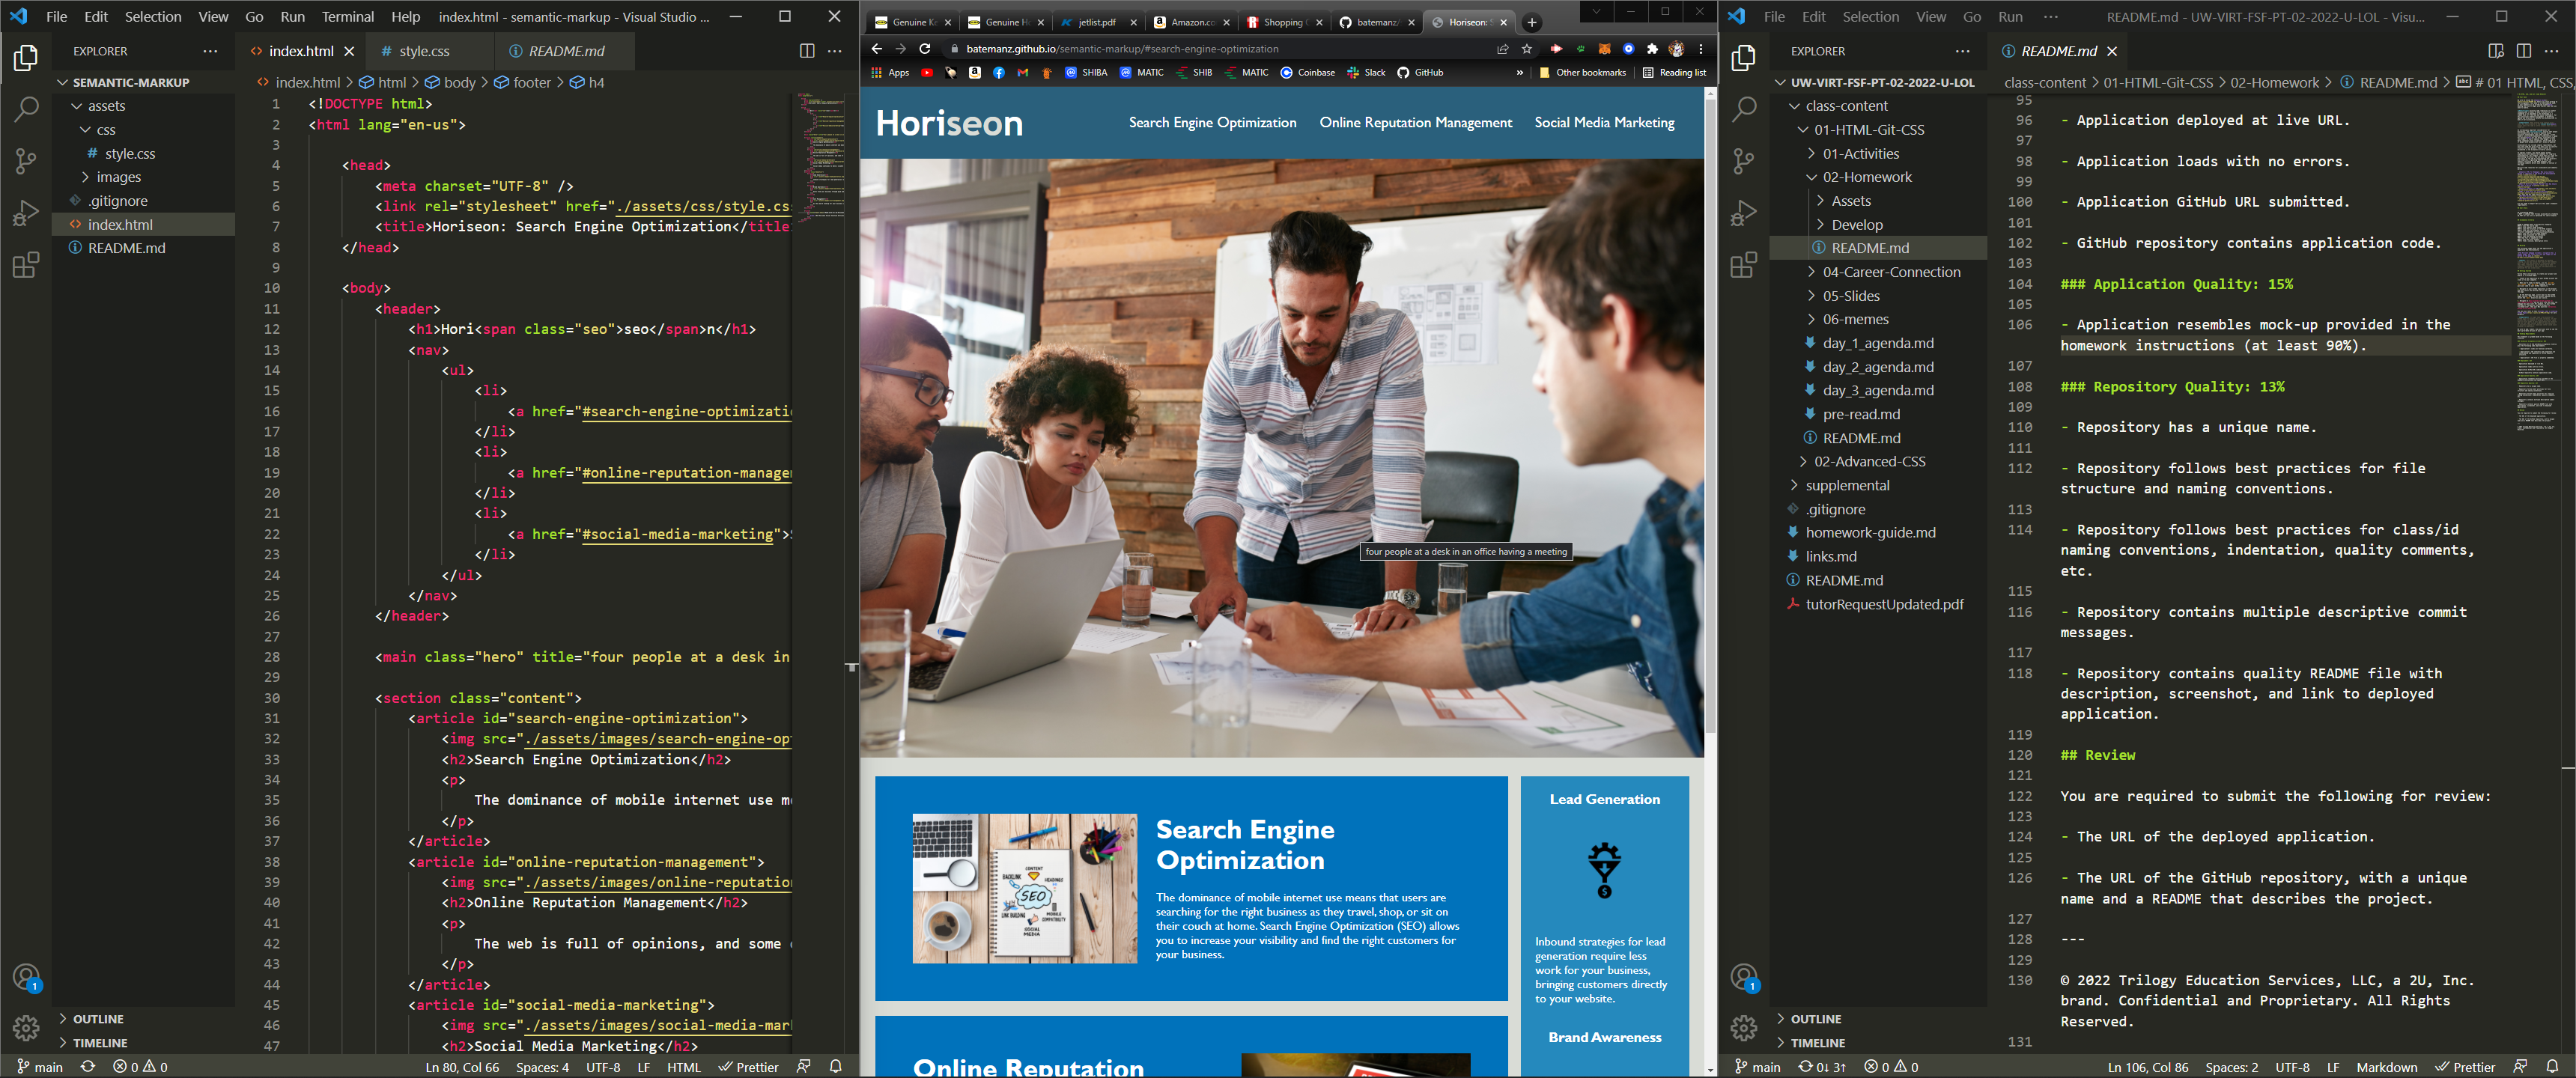 File Edit Selection View Go Run Terminal Help index.html - semantic-markup - Visual Studio ...
EXPLORER
SEMANTIC-MARKUP
assets
css
# style.css
images
.gitignore
index.html
README.md
OUTLINE
TIMELINE
index.html
# style.css
README.md
index.html > html > body > footer > h4
1 <!DOCTYPE html>
2 <html lang="en-us">
3
4 <head>
5 <meta charset="UTF-8" />
6 <link rel="stylesheet" href="./assets/css/style.cs
7 <title>Horiseon: Search Engine Optimization</title
8 </head>
9
10 <body>
11 <header>
12 <h1>Hori<span class="seo">seo</span>n</h1>
13 <nav>
14 <ul>
15 <li>
16 <a href="#search-engine-optimizatio
17 </li>
18 <li>
19 <a href="#online-reputation-manage
20 </li>
21 <li>
22 <a href="#social-media-marketing">
23 </li>
24 </ul>
25 </nav>
26 </header>
27
28 <main class="hero" title="four people at a desk in
29
30 <section class="content">
31 <article id="search-engine-optimization">
32 <img src="./assets/images/search-engine-op
33 <h2>Search Engine Optimization</h2>
34 <p>
35 The dominance of mobile internet use m
36 </p>
37 </article>
38 <article id="online-reputation-management">
39 <img src="./assets/images/online-reputatio
40 <h2>Online Reputation Management</h2>
41 <p>
42 The web is full of opinions, and some
43 </p>
44 </article>
45 <article id="social-media-marketing">
46 <img src="./assets/images/social-media-mar
47 <h2>Social Media Marketing</h2>
1
main 0 0 Ln 80, Col 66 Spaces: 4 UTF-8 LF HTML Prettier
Genuine K
Genuine H
jetlist.pdf
Amazon.co
Shopping
batemanz/
Horiseon:
batemanz.github.io/semantic-markup/#search-engine-optimization
Apps SHIBA MATIC SHIB MATIC Coinbase Slack GitHub » Other bookmarks Reading list
Horiseon
Search Engine Optimization Online Reputation Management Social Media Marketing
four people at a desk in an office having a meeting
CONTENT
BACKLINK
SEO
LINK BUILDING
MOBILE
SOCIAL
MEDIA
Search Engine
Optimization
The dominance of mobile internet use means that users are
searching for the right business as they travel, shop, or sit on
their couch at home. Search Engine Optimization (SEO) allows
you to increase your visibility and find the right customers for
your business.
Online Reputation
Lead Generation
$
Inbound strategies for lead
generation require less
work for your business,
bringing customers directly
to your website.
Brand Awareness
File Edit Selection View Go Run ... README.md - UW-VIRT-FSF-PT-02-2022-U-LOL - Visu...
EXPLORER
UW-VIRT-FSF-PT-02-2022-U-LOL
class-content
01-HTML-Git-CSS
01-Activities
02-Homework
Assets
Develop
README.md
04-Career-Connection
05-Slides
06-memes
day_1_agenda.md
day_2_agenda.md
day_3_agenda.md
pre-read.md
README.md
02-Advanced-CSS
supplemental
.gitignore
homework-guide.md
links.md
README.md
tutorRequestUpdated.pdf
OUTLINE
TIMELINE
README.md
class-content > 01-HTML-Git-CSS > 02-Homework > README.md > # 01 HTML, CSS,
95
96 - Application deployed at live URL.
97
98 - Application loads with no errors.
99
100 - Application GitHub URL submitted.
101
102 - GitHub repository contains application code.
103
104 ### Application Quality: 15%
105
106 - Application resembles mock-up provided in the
homework instructions (at least 90%).
107
108 ### Repository Quality: 13%
109
110 - Repository has a unique name.
111
112 - Repository follows best practices for file
structure and naming conventions.
113
114 - Repository follows best practices for class/id
naming conventions, indentation, quality comments,
etc.
115
116 - Repository contains multiple descriptive commit
messages.
117
118 - Repository contains quality README file with
description, screenshot, and link to deployed
application.
119
120 ## Review
121
122 You are required to submit the following for review:
123
124 - The URL of the deployed application.
125
126 - The URL of the GitHub repository, with a unique
name and a README that describes the project.
127
128 ---
129
130 © 2022 Trilogy Education Services, LLC, a 2U, Inc.
brand. Confidential and Proprietary. All Rights
Reserved.
131
1
main 0↓ 3↑ 0 0 Ln 106, Col 86 Spaces: 2 UTF-8 LF Markdown Prettier